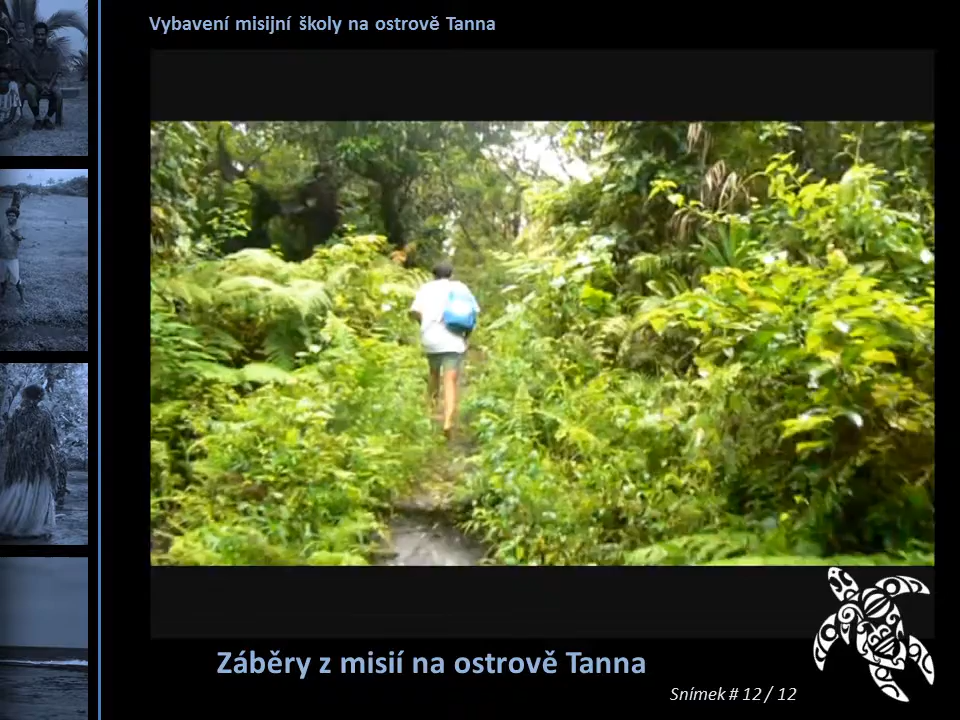 Vybavení misijní školy na ostrově Tanna
Záběry z misií na ostrově Tanna
Snímek # 12 / 12